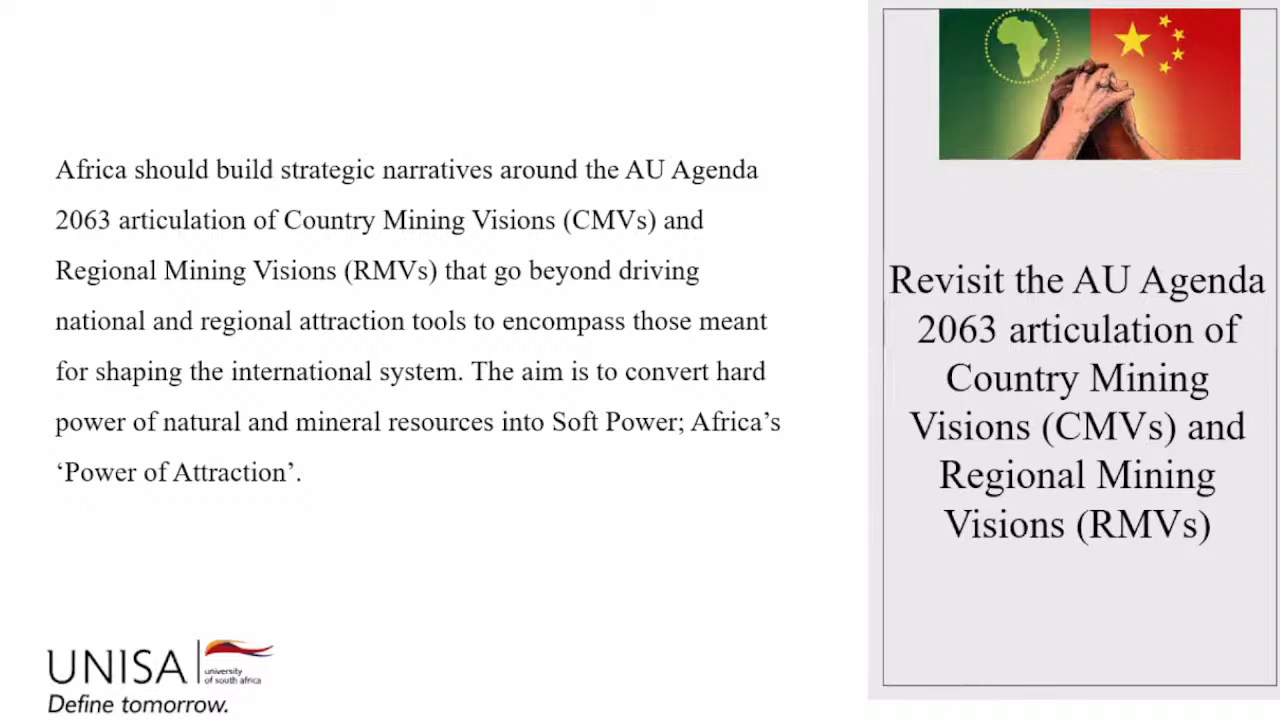 Africa should build strategic narratives around the AU Agenda
2063 articulation of Country Mining Visions (CMVs) and
Regional Mining Visions (RMVs) that go beyond driving
national and regional attraction tools to encompass those meant
for shaping the international system. The aim is to convert hard
power of natural and mineral resources into Soft Power; Africa’s
‘Power of Attraction’.
Revisit the AU Agenda
2063 articulation of
Country Mining
Visions (CMVs) and
Regional Mining
Visions (RMVs)
UNISA
university
of south africa
Define tomorrow.